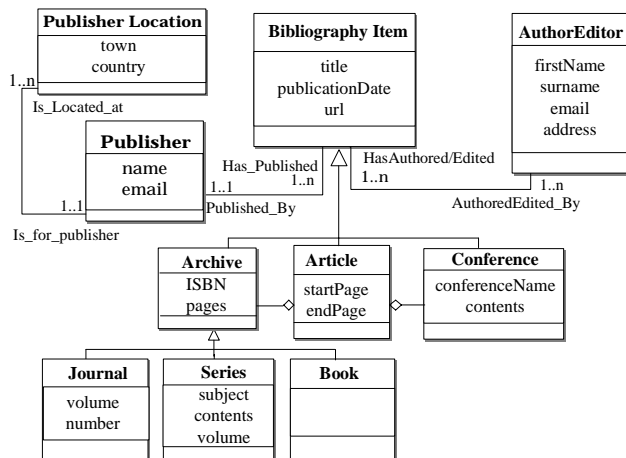 Publisher Location
town
country
1..n
Is_Located_at
Publisher
name
email
1..1
Is_for_publisher
Bibliography Item
title
publicationDate
url
Has_Published
1..n
1..1
Published_By
AuthorEditor
firstName
surname
email
address
HasAuthored/Edited
1..n
1..n
AuthoredEdited_By
Archive
ISBN
pages
Article
startPage
endPage
Conference
conferenceName
contents
Journal
volume
number
Series
subject
contents
volume
Book